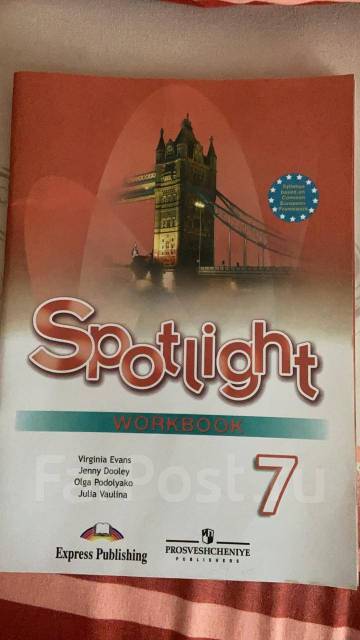 Syllabus
based on
Common
European
Framework
Spotlight
WORKBOOK
Virginia Evans
Jenny Dooley
Olga Podolyako
Julia Vaulina
7
FarPost.ru
Express Publishing
PROSVESHCHENIYE
PUBLISHERS